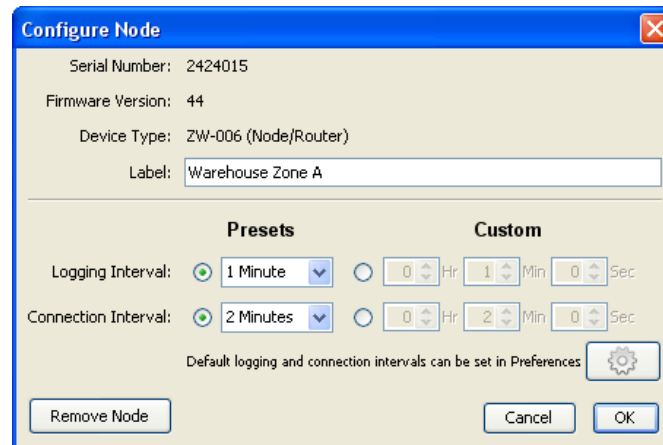 Configure Node
Serial Number: 2424015
Firmware Version: 44
Device Type: ZW-006 (Node/Router)
Label: Warehouse Zone A
Presets Custom
Logging Interval: 1 Minute 0 Hr 1 Min 0 Sec
Connection Interval: 2 Minutes 0 Hr 2 Min 0 Sec
Default logging and connection intervals can be set in Preferences
Remove Node Cancel OK